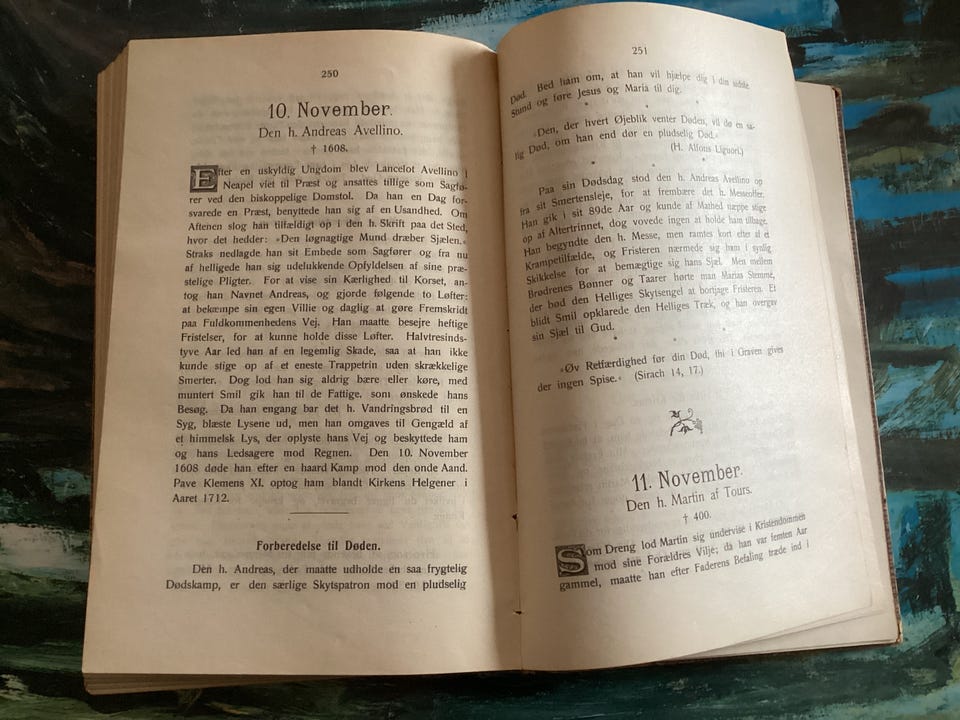 250
10. November.
Den h. Andreas Avellino.
† 1608.
Efter en uskyldig Ungdom blev Lancelot Avellino i
Neapel viet til Præst og ansattes tillige som Sagfø-
rer ved den biskoppelige Domstol. Da han en Dag for-
svarede en Præst, benyttede han sig af en Usandhed. Om
Aftenen slog han tilfældigt op i den h. Skrift paa det Sted,
hvor det hedder: »Den løgnagtige Mund dræber Sjælen.«
Straks nedlagde han sit Embede som Sagfører og fra nu
af helligede han sig udelukkende Opfyldelsen af sine præ-
stelige Pligter. For at vise sin Kærlighed til Korset, an-
tog han Navnet Andreas, og gjorde følgende to Løfter:
at bekæmpe sin egen Villie og daglig at gøre Fremskridt
paa Fuldkommenhedens Vej. Han maatte besejre heftige
Fristelser, for at kunne holde disse Løfter. Halvtresinds-
tyve Aar led han af en legemlig Skade, saa at han ikke
kunde stige op af et eneste Trappetrin uden skrækkelige
Smerter. Dog lod han sig aldrig bære eller køre, med
muntert Smil gik han til de Fattige, som ønskede hans
Besøg. Da han engang bar det h. Vandringsbrød til en
Syg, blæste Lysene ud, men han omgaves til Gengæld af
et himmelsk Lys, der oplyste hans Vej og beskyttede ham
og hans Ledsagere mod Regnen. Den 10. November
1608 døde han efter en haard Kamp mod den onde Aand.
Pave Klemens XI. optog ham blandt Kirkens Helgener i
Aaret 1712.
Forberedelse til Døden.
Den h. Andreas, der maatte udholde en saa frygtelig
Dødskamp, er den særlige Skytspatron mod en pludselig
251
Død. Bed ham om, at han vil hjælpe dig i din sidste
Stund og føre Jesus og Maria til dig.
* * *
»Den, der hvert Øjeblik venter Døden, vil dø en sa-
lig Død, om han end dør en pludselig Død.«
(H. Alfons Liguori.)
* * *
Paa sin Dødsdag stod den h. Andreas Avellino op
fra sit Smertensleje, for at frembære det h. Messeoffer.
Han gik i sit 89de Aar og kunde af Mathed næppe stige
op af Altertrinnet, dog vovede ingen at holde ham tilbage.
Han begyndte den h. Messe, men ramtes kort efter af et
Krampetilfælde, og Fristeren nærmede sig ham i synlig
Skikkelse for at bemægtige sig hans Sjæl. Men mellem
Brødrenes Bønner og Taarer hørte man Marias Stemme,
der bød den Helliges Skytsengel at bortjage Fristeren. Et
blidt Smil opklarede den Helliges Træk, og han overgav
sin Sjæl til Gud.
* *
»Øv Retfærdighed før din Død, thi i Graven gives
der ingen Spise.« (Sirach 14, 17.)
11. November.
Den h. Martin af Tours.
† 400.
Som Dreng lod Martin sig undervise i Kristendommen
mod sine Forældres Vilje; da han var femten Aar
gammel, maatte han efter Faderens Befaling træde ind i